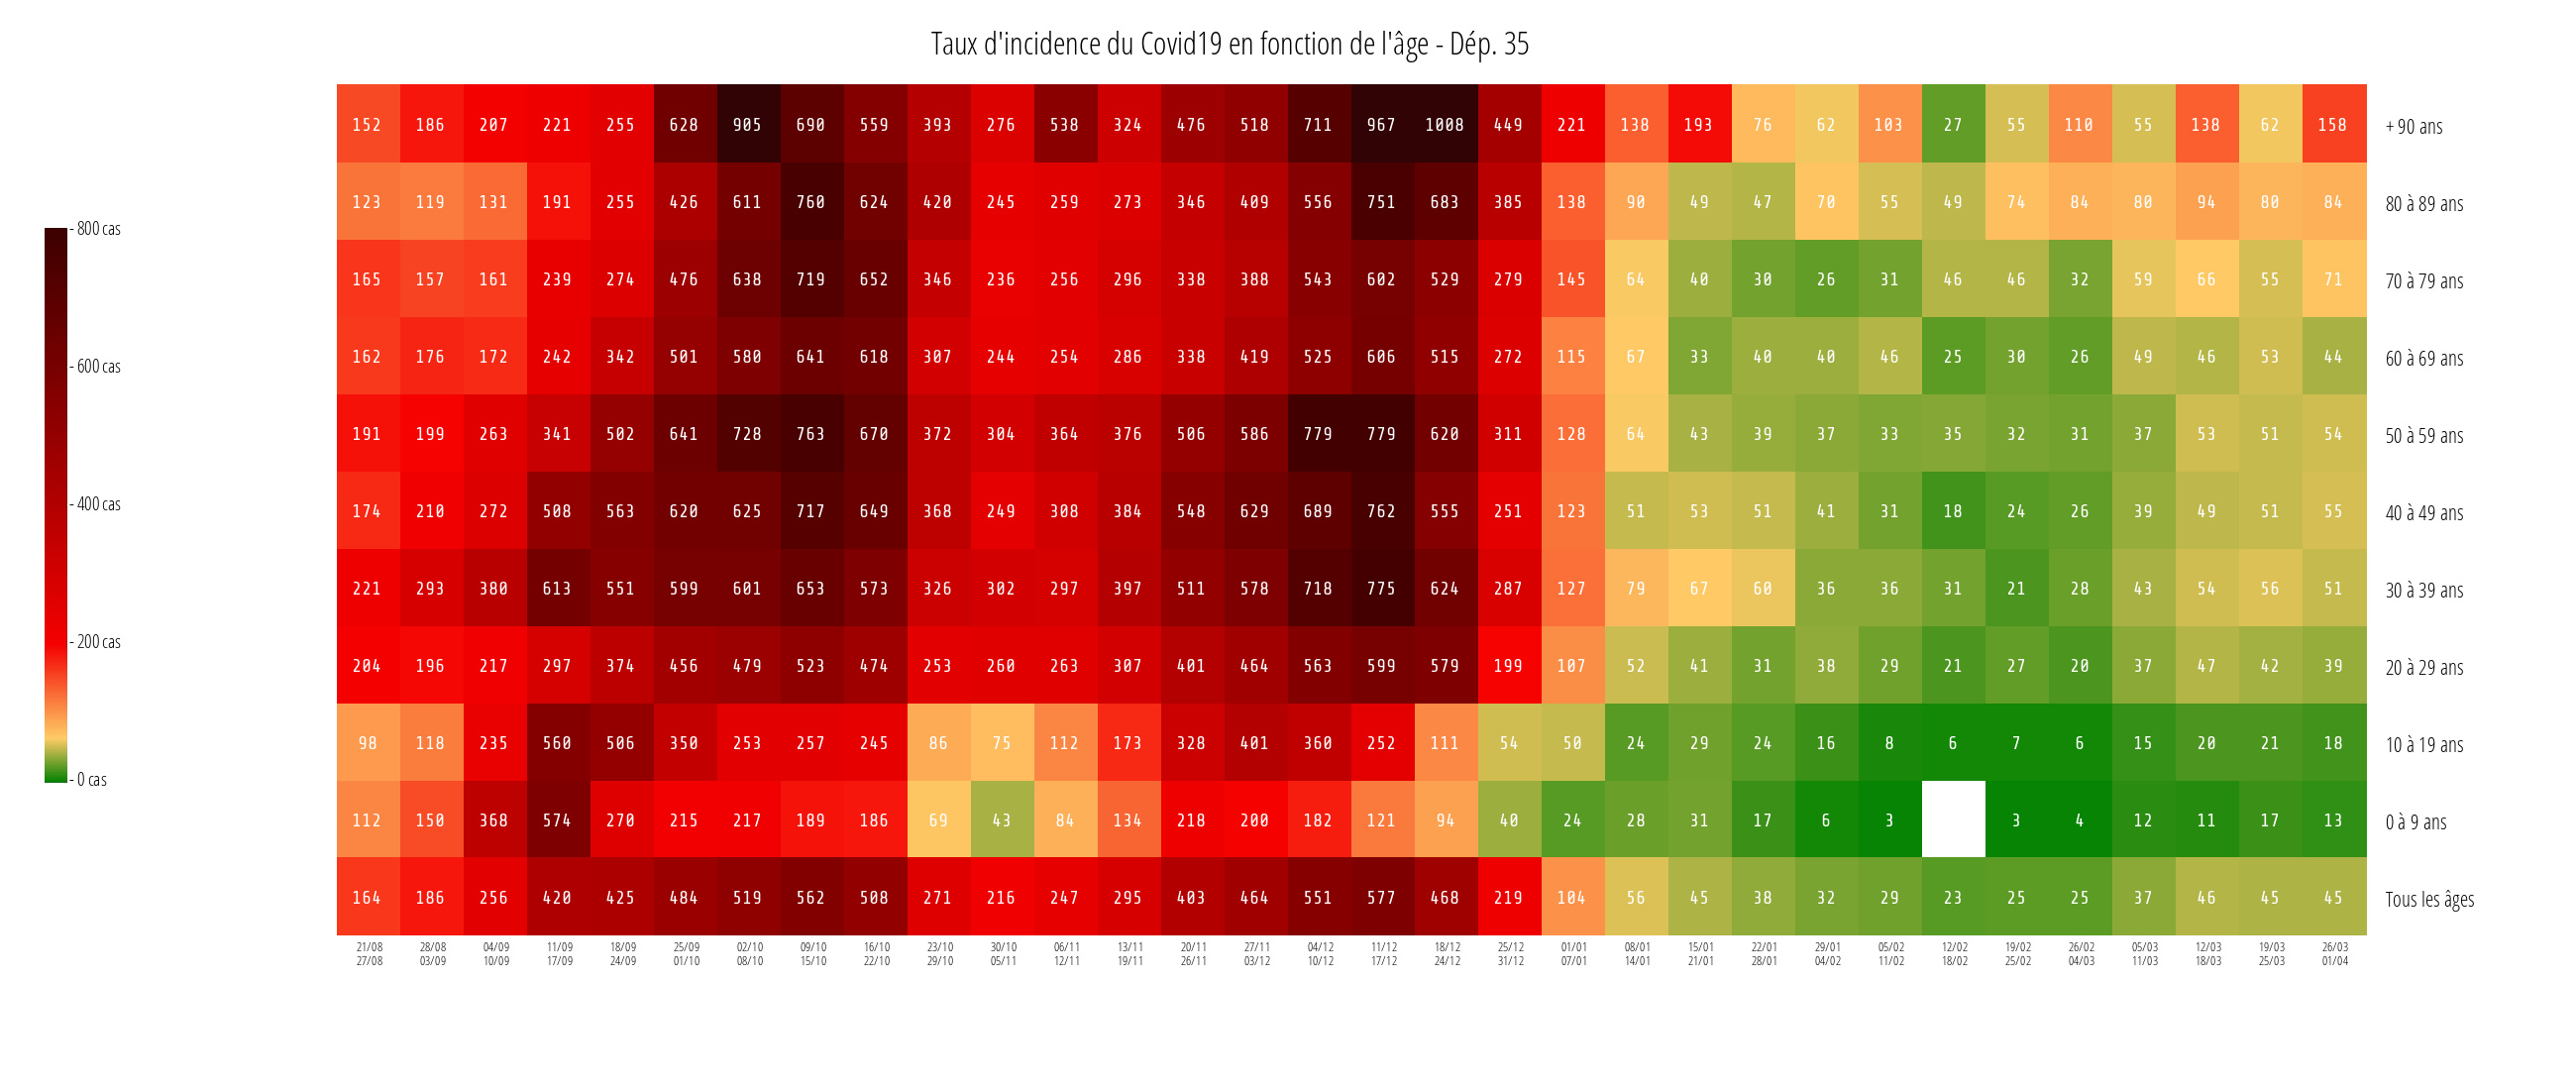 Taux d'incidence du Covid19 en fonction de l'âge - Dép. 35
152 186 207 221 255 628 905 690 559 393 276 538 324 476 518 711 967 1008 449 221 138 193 76 62 103 27 55 110 55 138 62 158 + 90 ans
123 119 131 191 255 426 611 760 624 420 245 259 273 346 409 556 751 683 385 138 90 49 47 70 55 49 74 84 80 94 80 84 80 à 89 ans
- 800 cas
165 157 161 239 274 476 638 719 652 346 236 256 296 338 388 543 602 529 279 145 64 40 30 26 31 46 46 32 59 66 55 71 70 à 79 ans
162 176 172 242 342 501 580 641 618 307 244 254 286 338 419 525 606 515 272 115 67 33 40 40 46 25 30 26 49 46 53 44 60 à 69 ans
- 600 cas
191 199 263 341 502 641 728 763 670 372 304 364 376 506 586 779 779 620 311 128 64 43 39 37 33 35 32 31 37 53 51 54 50 à 59 ans
- 400 cas
174 210 272 508 563 620 625 717 649 368 249 308 384 548 629 689 762 555 251 123 51 53 51 41 31 18 24 26 39 49 51 55 40 à 49 ans
221 293 380 613 551 599 601 653 573 326 302 297 397 511 578 718 775 624 287 127 79 67 60 36 36 31 21 28 43 54 56 51 30 à 39 ans
- 200 cas
204 196 217 297 374 456 479 523 474 253 260 263 307 401 464 563 599 579 199 107 52 41 31 38 29 21 27 20 37 47 42 39 20 à 29 ans
98 118 235 560 506 350 253 257 245 86 75 112 173 328 401 360 252 111 54 50 24 29 24 16 8 6 7 6 15 20 21 18 10 à 19 ans
- 0 cas
112 150 368 574 270 215 217 189 186 69 43 84 134 218 200 182 121 94 40 24 28 31 17 6 3 3 4 12 11 17 13 0 à 9 ans
164 186 256 420 425 484 519 562 508 271 216 247 295 403 464 551 577 468 219 104 56 45 38 32 29 23 25 25 37 46 45 45 Tous les âges
21/08 28/08 04/09 11/09 18/09 25/09 02/10 09/10 16/10 23/10 30/10 06/11 13/11 20/11 27/11 04/12 11/12 18/12 25/12 01/01 08/01 15/01 22/01 29/01 05/02 12/02 19/02 26/02 05/03 12/03 19/03 26/03
27/08 03/09 10/09 17/09 24/09 01/10 08/10 15/10 22/10 29/10 05/11 12/11 19/11 26/11 03/12 10/12 17/12 24/12 31/12 07/01 14/01 21/01 28/01 04/02 11/02 18/02 25/02 04/03 11/03 18/03 25/03 01/04